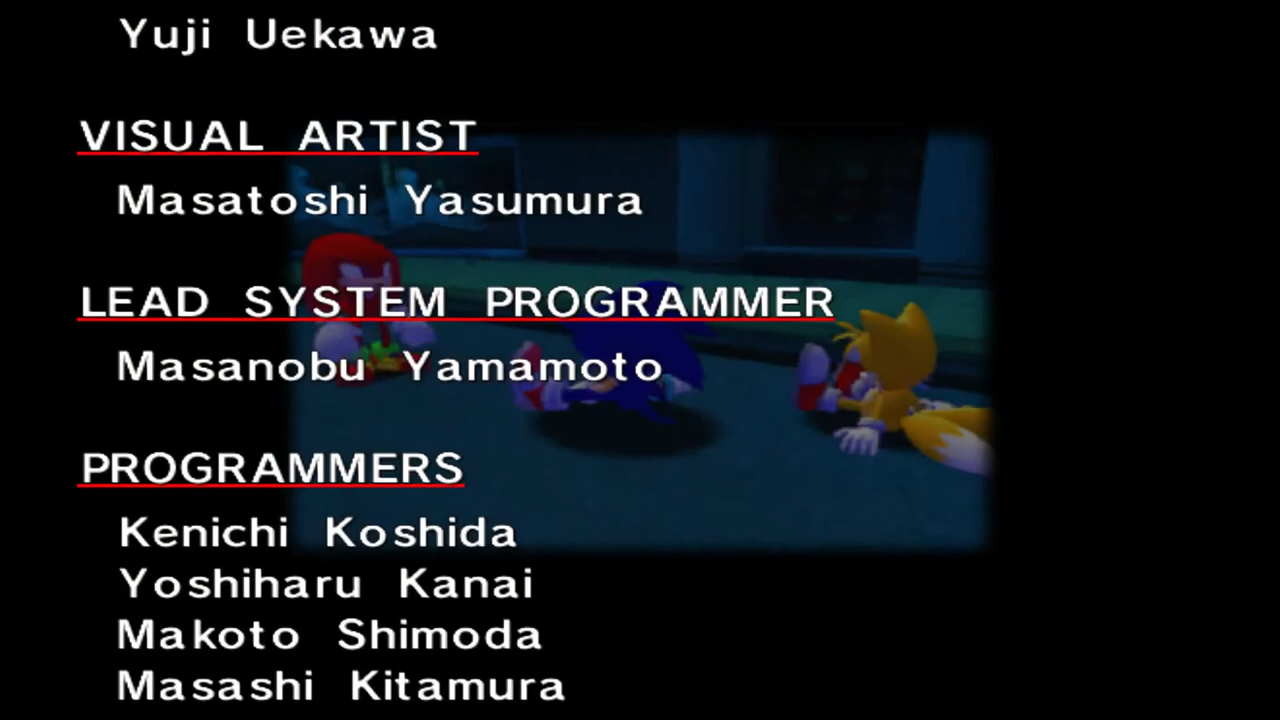 Yuji Uekawa
VISUAL ARTIST
Masatoshi Yasumura
LEAD SYSTEM PROGRAMMER
Masanobu Yamamoto
PROGRAMMERS
Kenichi Koshida
Yoshiharu Kanai
Makoto Shimoda
Masashi Kitamura